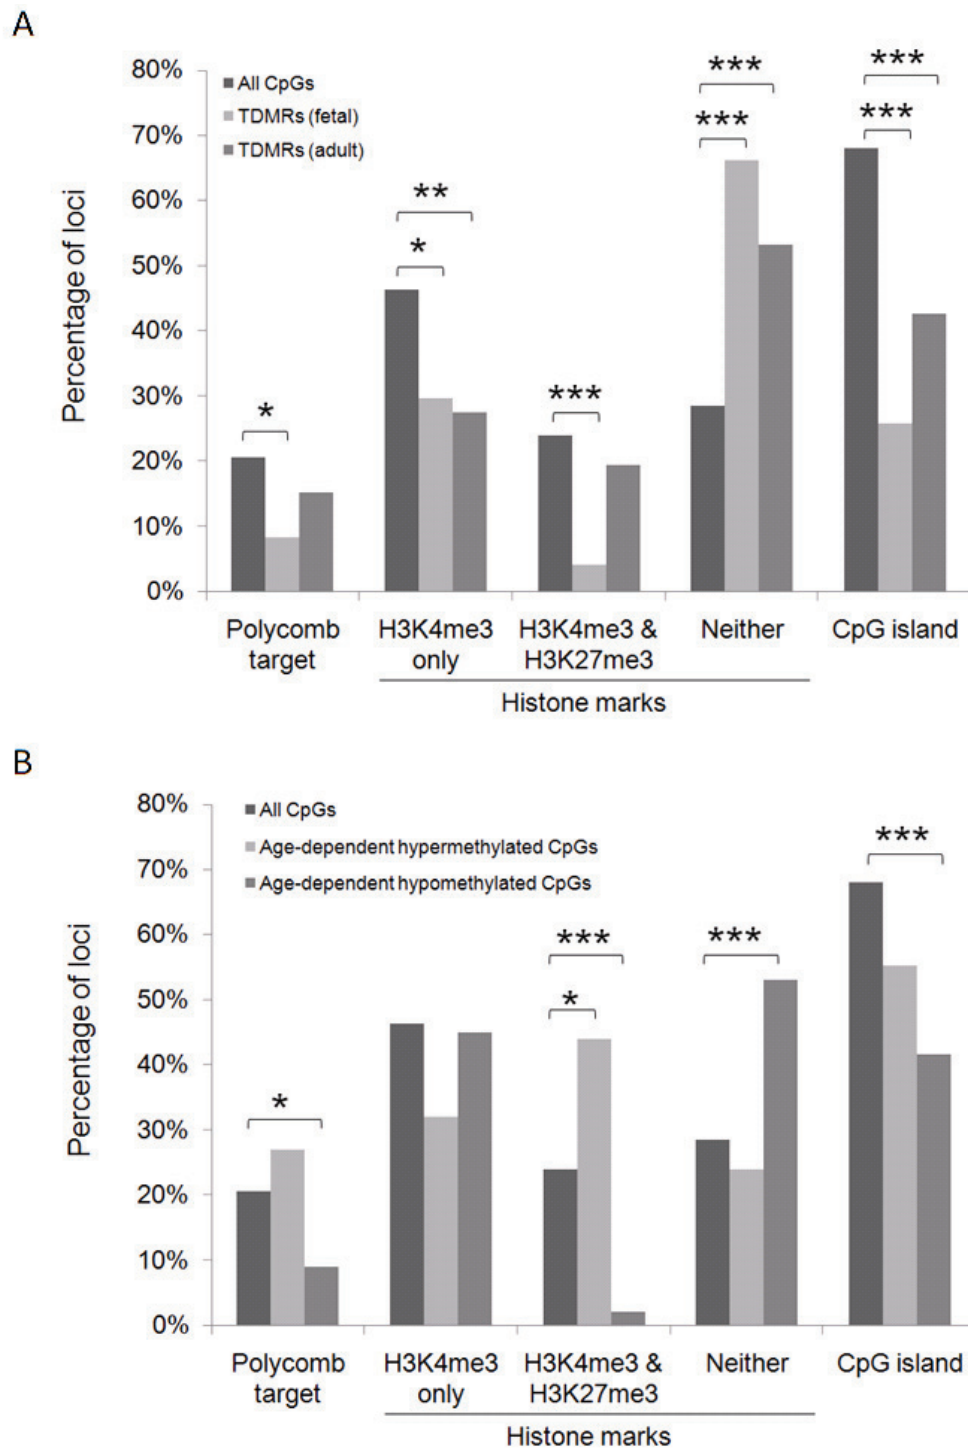 A
80%
70%
60%
50%
40%
30%
20%
10%
0%
Percentage of loci
All CpGs
TDMRs (fetal)
TDMRs (adult)
*
**
*
***
***
***
***
***
Polycomb target
H3K4me3 only
H3K4me3 & H3K27me3
Neither
CpG island
Histone marks
B
80%
70%
60%
50%
40%
30%
20%
10%
0%
Percentage of loci
All CpGs
Age-dependent hypermethylated CpGs
Age-dependent hypomethylated CpGs
*
***
*
***
***
Polycomb target
H3K4me3 only
H3K4me3 & H3K27me3
Neither
CpG island
Histone marks